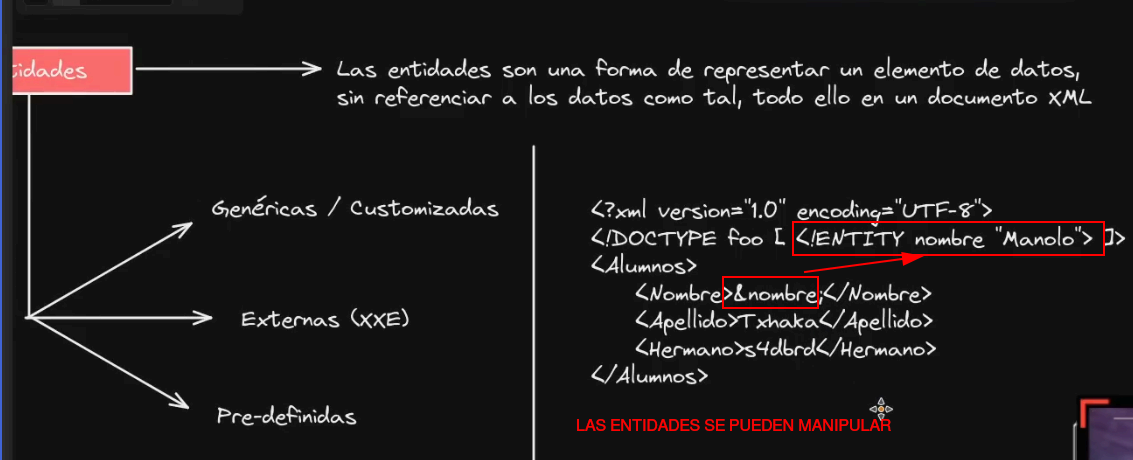 tidades
Las entidades son una forma de representar un elemento de datos,
sin referenciar a los datos como tal, todo ello en un documento XML
Genéricas / Customizadas
Externas (XXE)
Pre-definidas
<?xml version="1.0" encoding="UTF-8">
<!DOCTYPE foo [ <!ENTITY nombre "Manolo"> ]>
<Alumnos>
<Nombre>&nombre;</Nombre>
<Apellido>Txhaka</Apellido>
<Hermano>s4dbrd</Hermano>
</Alumnos>
LAS ENTIDADES SE PUEDEN MANIPULAR